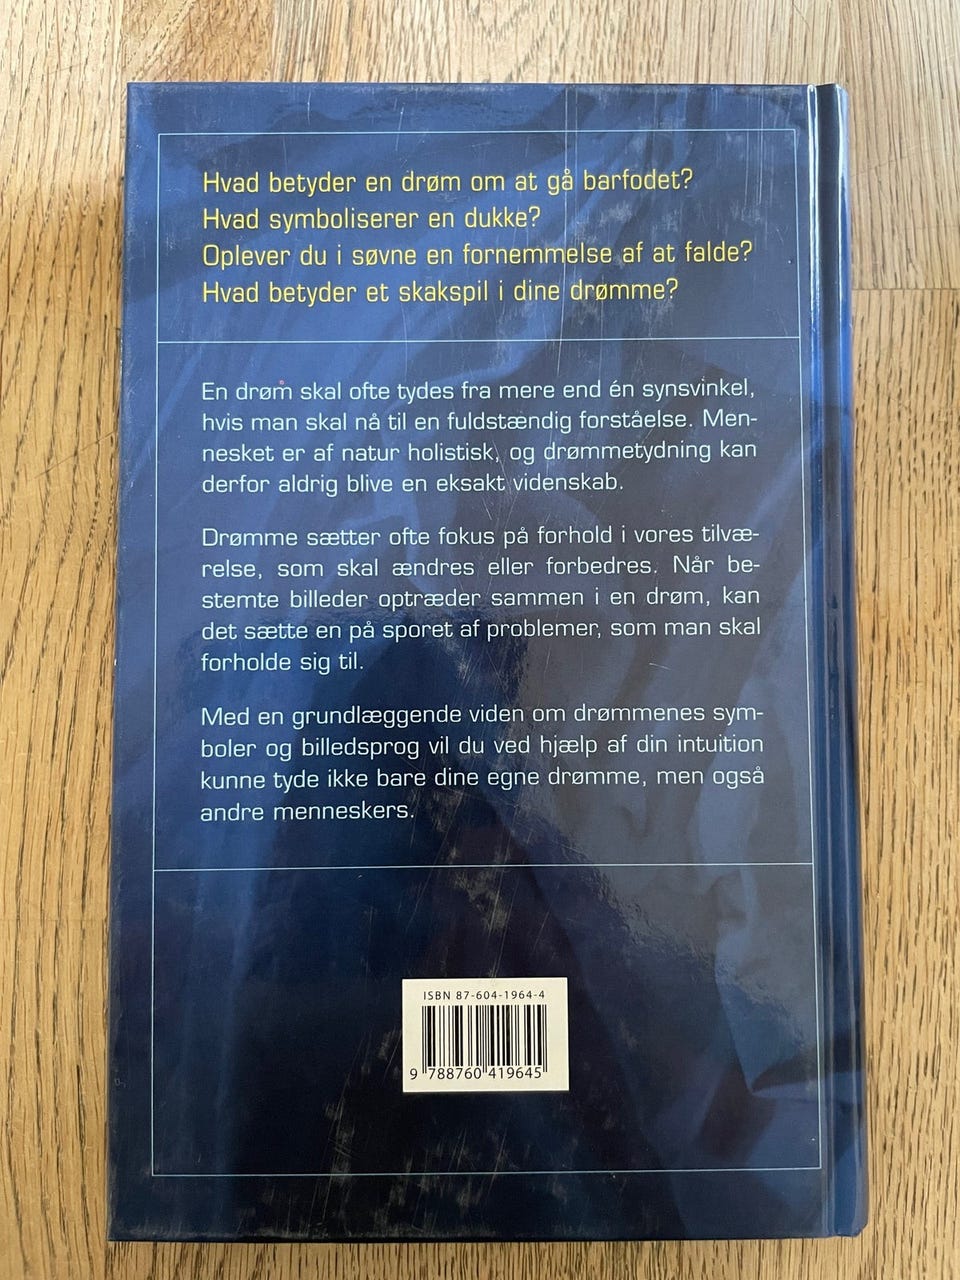 Hvad betyder en drøm om at gå barfodet?
Hvad symboliserer en dukke?
Oplever du i søvne en fornemmelse af at falde?
Hvad betyder et skakspil i dine drømme?
En drøm skal ofte tydes fra mere end én synsvinkel,
hvis man skal nå til en fuldstændig forståelse. Men-
nesket er af natur holistisk, og drømmetydning kan
derfor aldrig blive en eksakt videnskab.
Drømme sætter ofte fokus på forhold i vores tilvæ-
relse, som skal ændres eller forbedres. Når be-
stemte billeder optræder sammen i en drøm, kan
det sætte en på sporet af problemer, som man skal
forholde sig til.
Med en grundlæggende viden om drømmenes sym-
boler og billedsprog vil du ved hjælp af din intuition
kunne tyde ikke bare dine egne drømme, men også
andre menneskers.
ISBN 87-604-1964-4
9 788760 419645